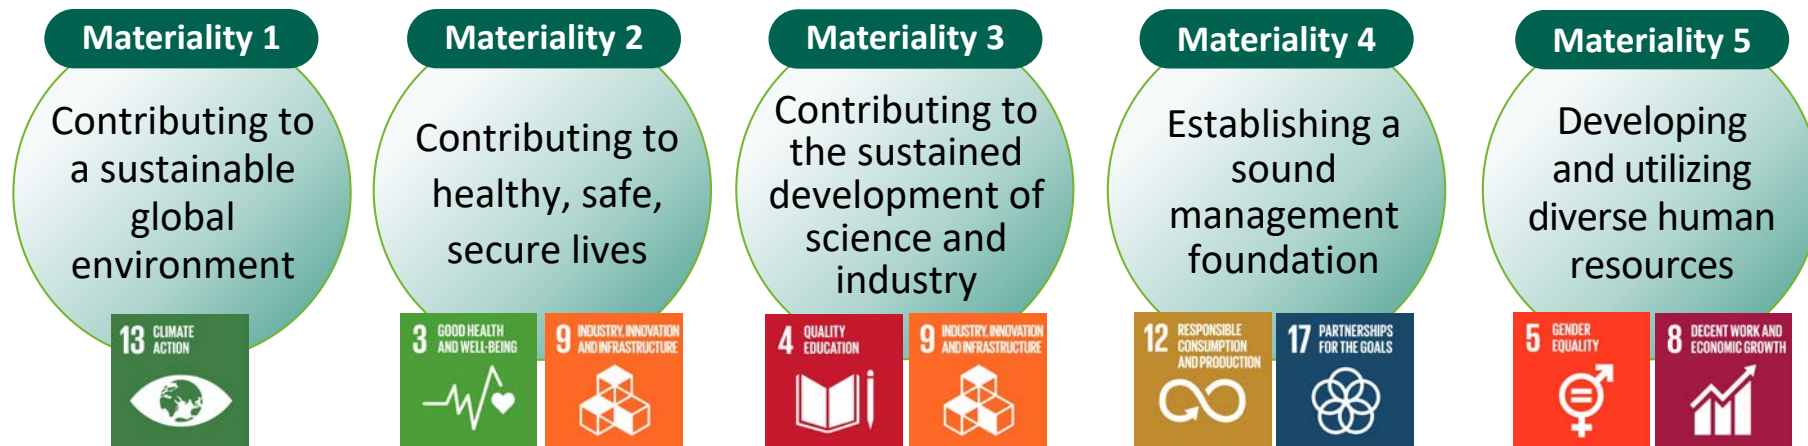 Materiality 1
Contributing to
a sustainable
global
environment
13 CLIMATE
ACTION
Materiality 2
Contributing to
healthy, safe,
secure lives
3 GOOD HEALTH
AND WELL-BEING
9 INDUSTRY, INNOVATION
AND INFRASTRUCTURE
Materiality 3
Contributing to
the sustained
development of
science and
industry
4 QUALITY
EDUCATION
9 INDUSTRY, INNOVATION
AND INFRASTRUCTURE
Materiality 4
Establishing a
sound
management
foundation
12 RESPONSIBLE
CONSUMPTION
AND PRODUCTION
17 PARTNERSHIPS
FOR THE GOALS
Materiality 5
Developing
and utilizing
diverse human
resources
5 GENDER
EQUALITY
8 DECENT WORK AND
ECONOMIC GROWTH